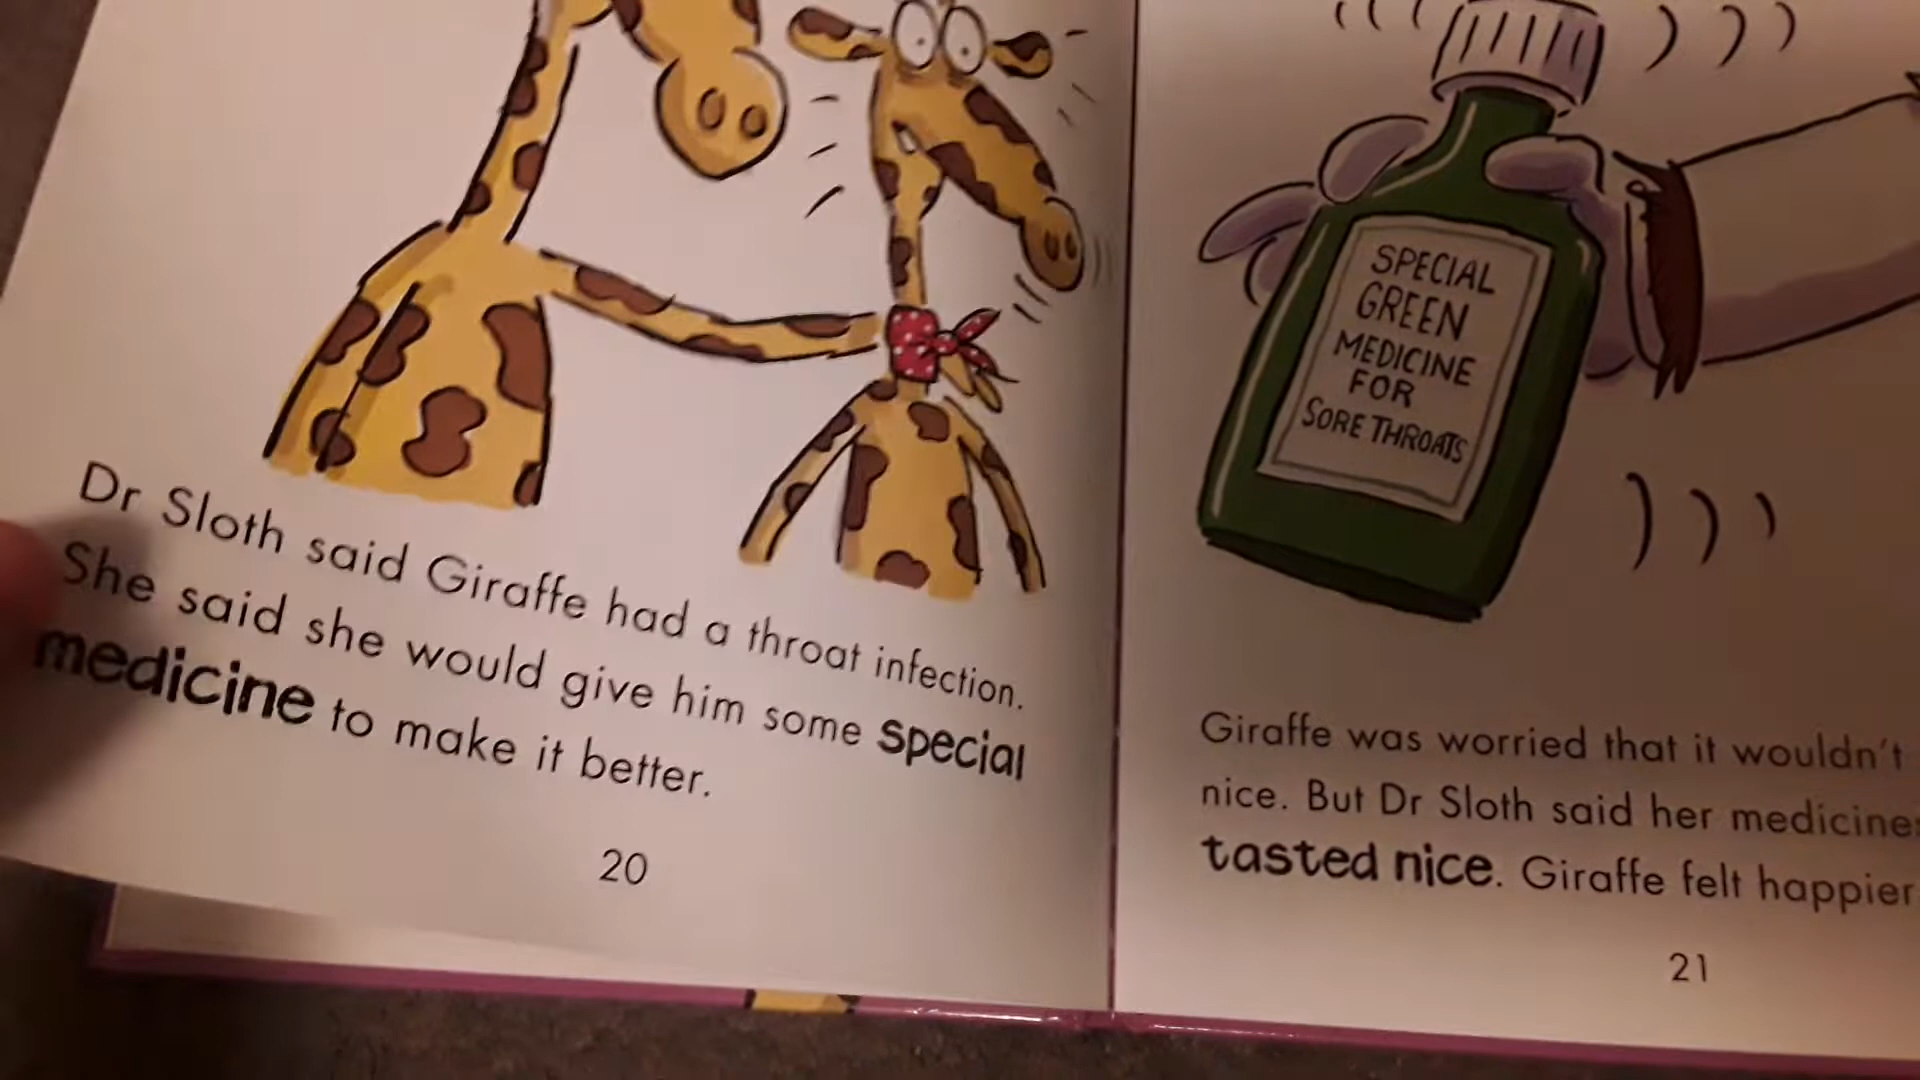 Dr Sloth said Giraffe had a throat infection.
She said she would give him some special
medicine to make it better.
20
SPECIAL
GREEN
MEDICINE
FOR
SORE THROATS
Giraffe was worried that it wouldn't
nice. But Dr Sloth said her medicine
tasted nice. Giraffe felt happier
21